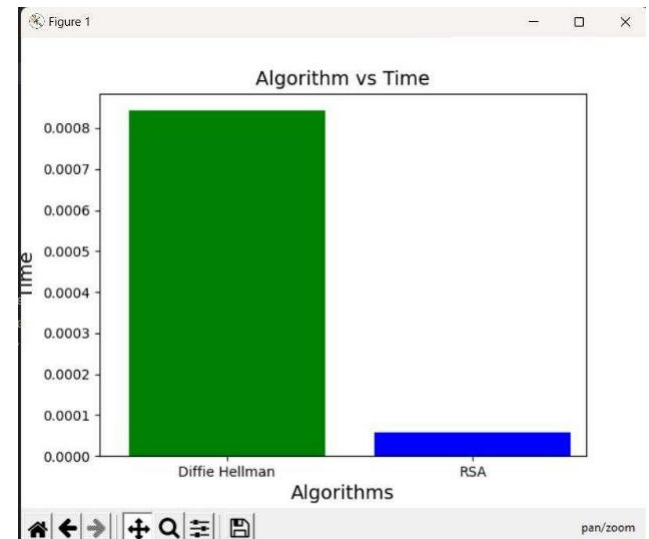 Figure 1
Algorithm vs Time
0.0008
0.0007
0.0006
0.0005
0.0004
0.0003
0.0002
0.0001
0.0000
Time
Diffie Hellman RSA
Algorithms
pan/zoom